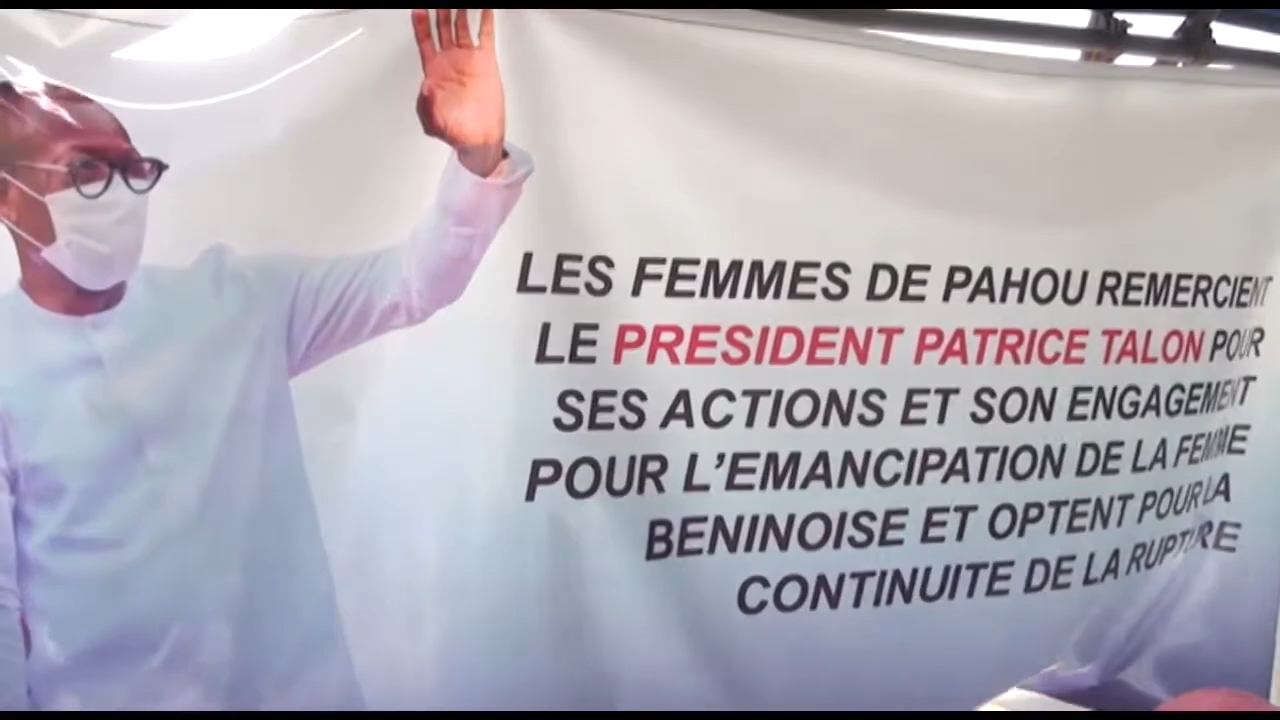 LES FEMMES DE PAHOU REMERCIENT
LE PRESIDENT PATRICE TALON POUR
SES ACTIONS ET SON ENGAGEMENT
POUR L'EMANCIPATION DE LA FEMME
BENINOISE ET OPTENT POUR LA
CONTINUITE DE LA RUPTURE